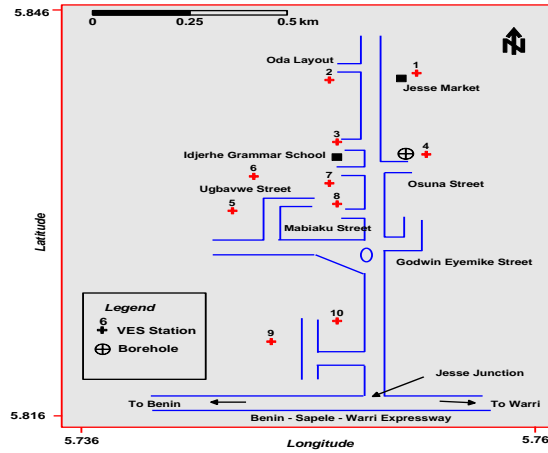 5.846
0
0.25
0.5 km
N
Oda Layout
1
2
Jesse Market
3
4
Idjerhe Grammar School
6
7
Osuna Street
Ugbavwe Street
8
5
Mabiaku Street
Latitude
Godwin Eyemike Street
Legend
6
VES Station
Borehole
10
9
Jesse Junction
To Benin
To Warri
5.816
Benin - Sapele - Warri Expressway
5.736
Longitude
5.76